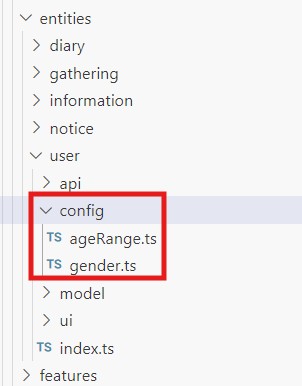 entities
diary
gathering
information
notice
user
api
config
TS ageRange.ts
TS gender.ts
model
ui
TS index.ts
features